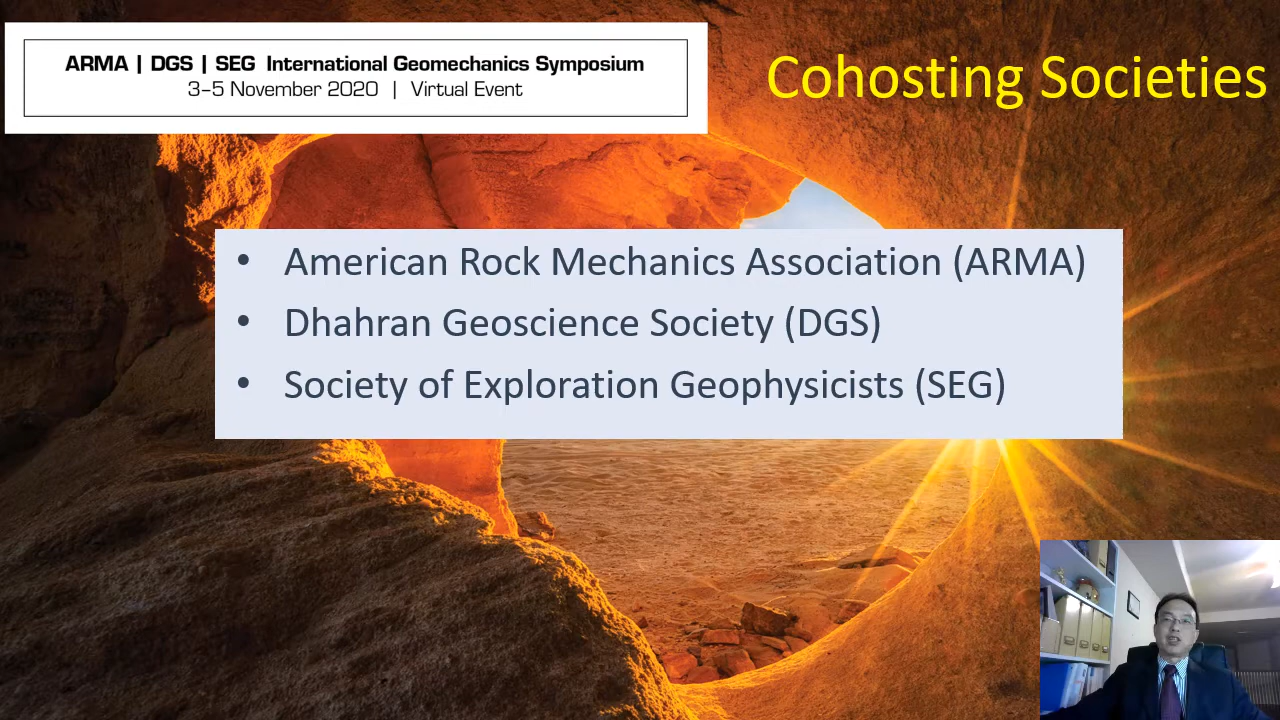 ARMA | DGS | SEG International Geomechanics Symposium
3–5 November 2020 | Virtual Event
Cohosting Societies
• American Rock Mechanics Association (ARMA)
• Dhahran Geoscience Society (DGS)
• Society of Exploration Geophysicists (SEG)